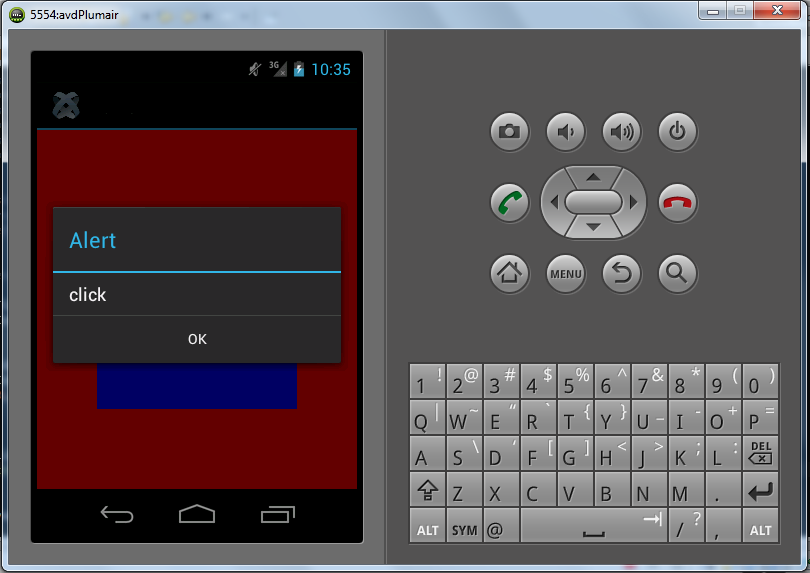 5554:avdPlumair
3G 10:35
Alert
click
OK
MENU
1 ! 2 @ 3 # 4 $ 5 % 6 ^ 7 & 8 * 9 ( 0 )
Q | W ~ E “ R ` T { Y } U _ I - O + P =
A S \ D ‘ F [ G ] H < J > K ; L : DEL
Z X C V B N M .
ALT SYM @ / ? , ALT